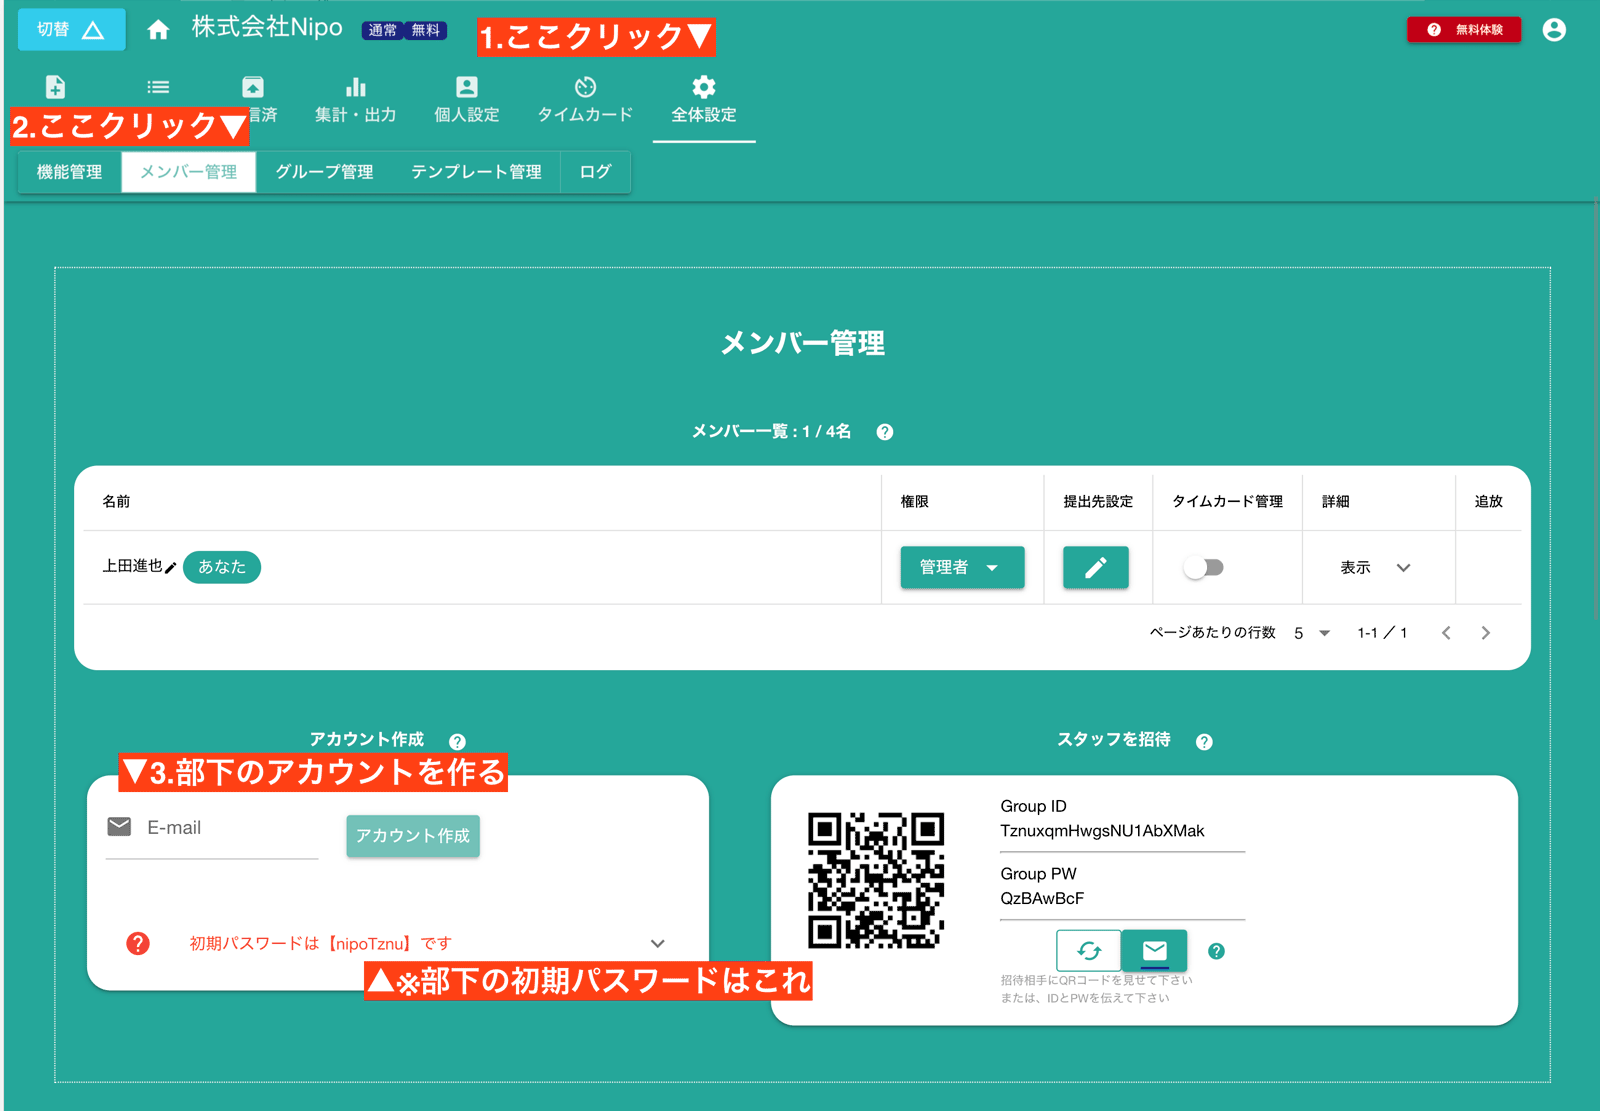 切替
株式会社Nipo
通常 無料
1.ここクリック▼
無料体験
2.ここクリック▼
集計・出力
個人設定
タイムカード
全体設定
機能管理
メンバー管理
グループ管理
テンプレート管理
ログ
メンバー管理
メンバー一覧 : 1 / 4名
名前
権限
提出先設定
タイムカード管理
詳細
追放
上田進也
あなた
管理者
表示
ページあたりの行数 5 1-1 / 1
アカウント作成
▼3.部下のアカウントを作る
E-mail
アカウント作成
初期パスワードは【nipoTznu】です
▲※部下の初期パスワードはこれ
スタッフを招待
Group ID
TznuxqmHwgsNU1AbXMak
Group PW
QzBAwBcF
招待相手にQRコードを見せて下さい
または、IDとPWを伝えて下さい